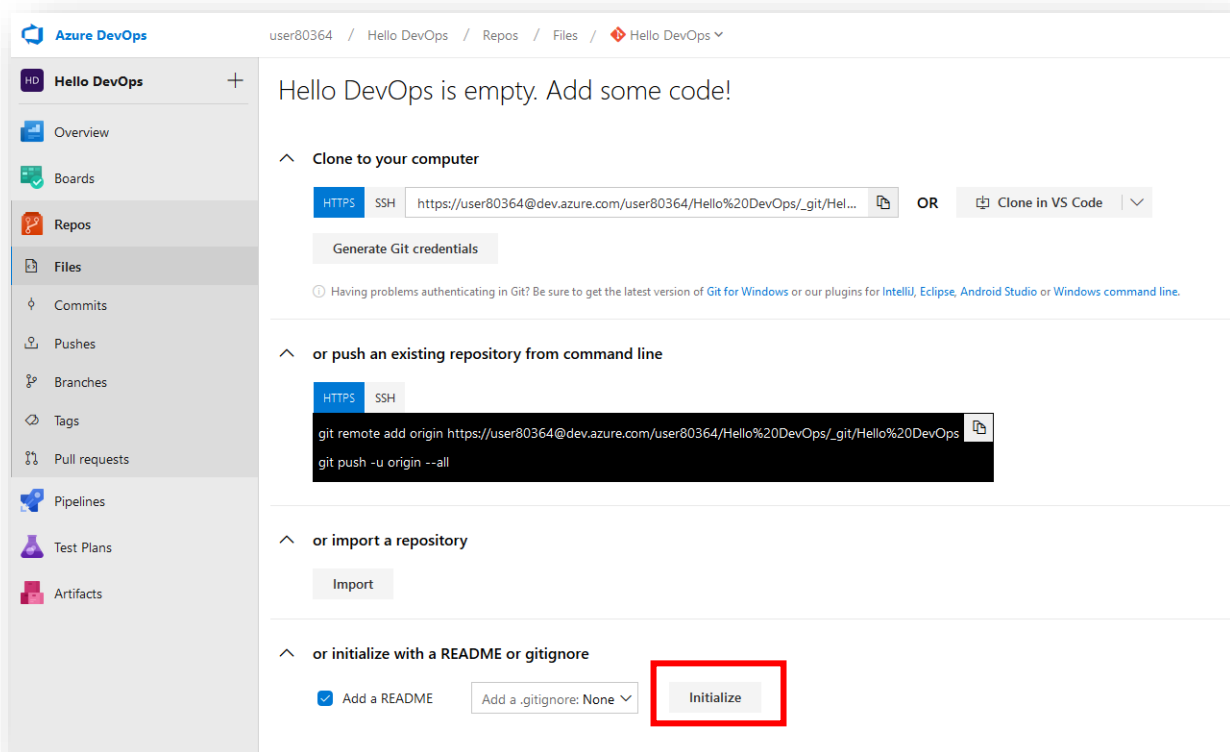 Azure DevOps
user80364 / Hello DevOps / Repos / Files / Hello DevOps
HD Hello DevOps
Overview
Boards
Repos
Files
Commits
Pushes
Branches
Tags
Pull requests
Pipelines
Test Plans
Artifacts
Hello DevOps is empty. Add some code!
Clone to your computer
HTTPS SSH https://user80364@dev.azure.com/user80364/Hello%20DevOps/_git/Hel... OR Clone in VS Code
Generate Git credentials
Having problems authenticating in Git? Be sure to get the latest version of Git for Windows or our plugins for IntelliJ, Eclipse, Android Studio or Windows command line.
or push an existing repository from command line
HTTPS SSH
git remote add origin https://user80364@dev.azure.com/user80364/Hello%20DevOps/_git/Hello%20DevOps
git push -u origin --all
or import a repository
Import
or initialize with a README or gitignore
Add a README Add a .gitignore: None Initialize